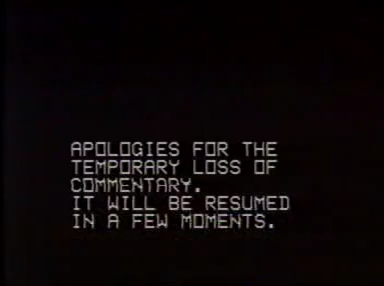 APOLOGIES FOR THE
TEMPORARY LOSS OF
COMMENTARY.
IT WILL BE RESUMED
IN A FEW MOMENTS.